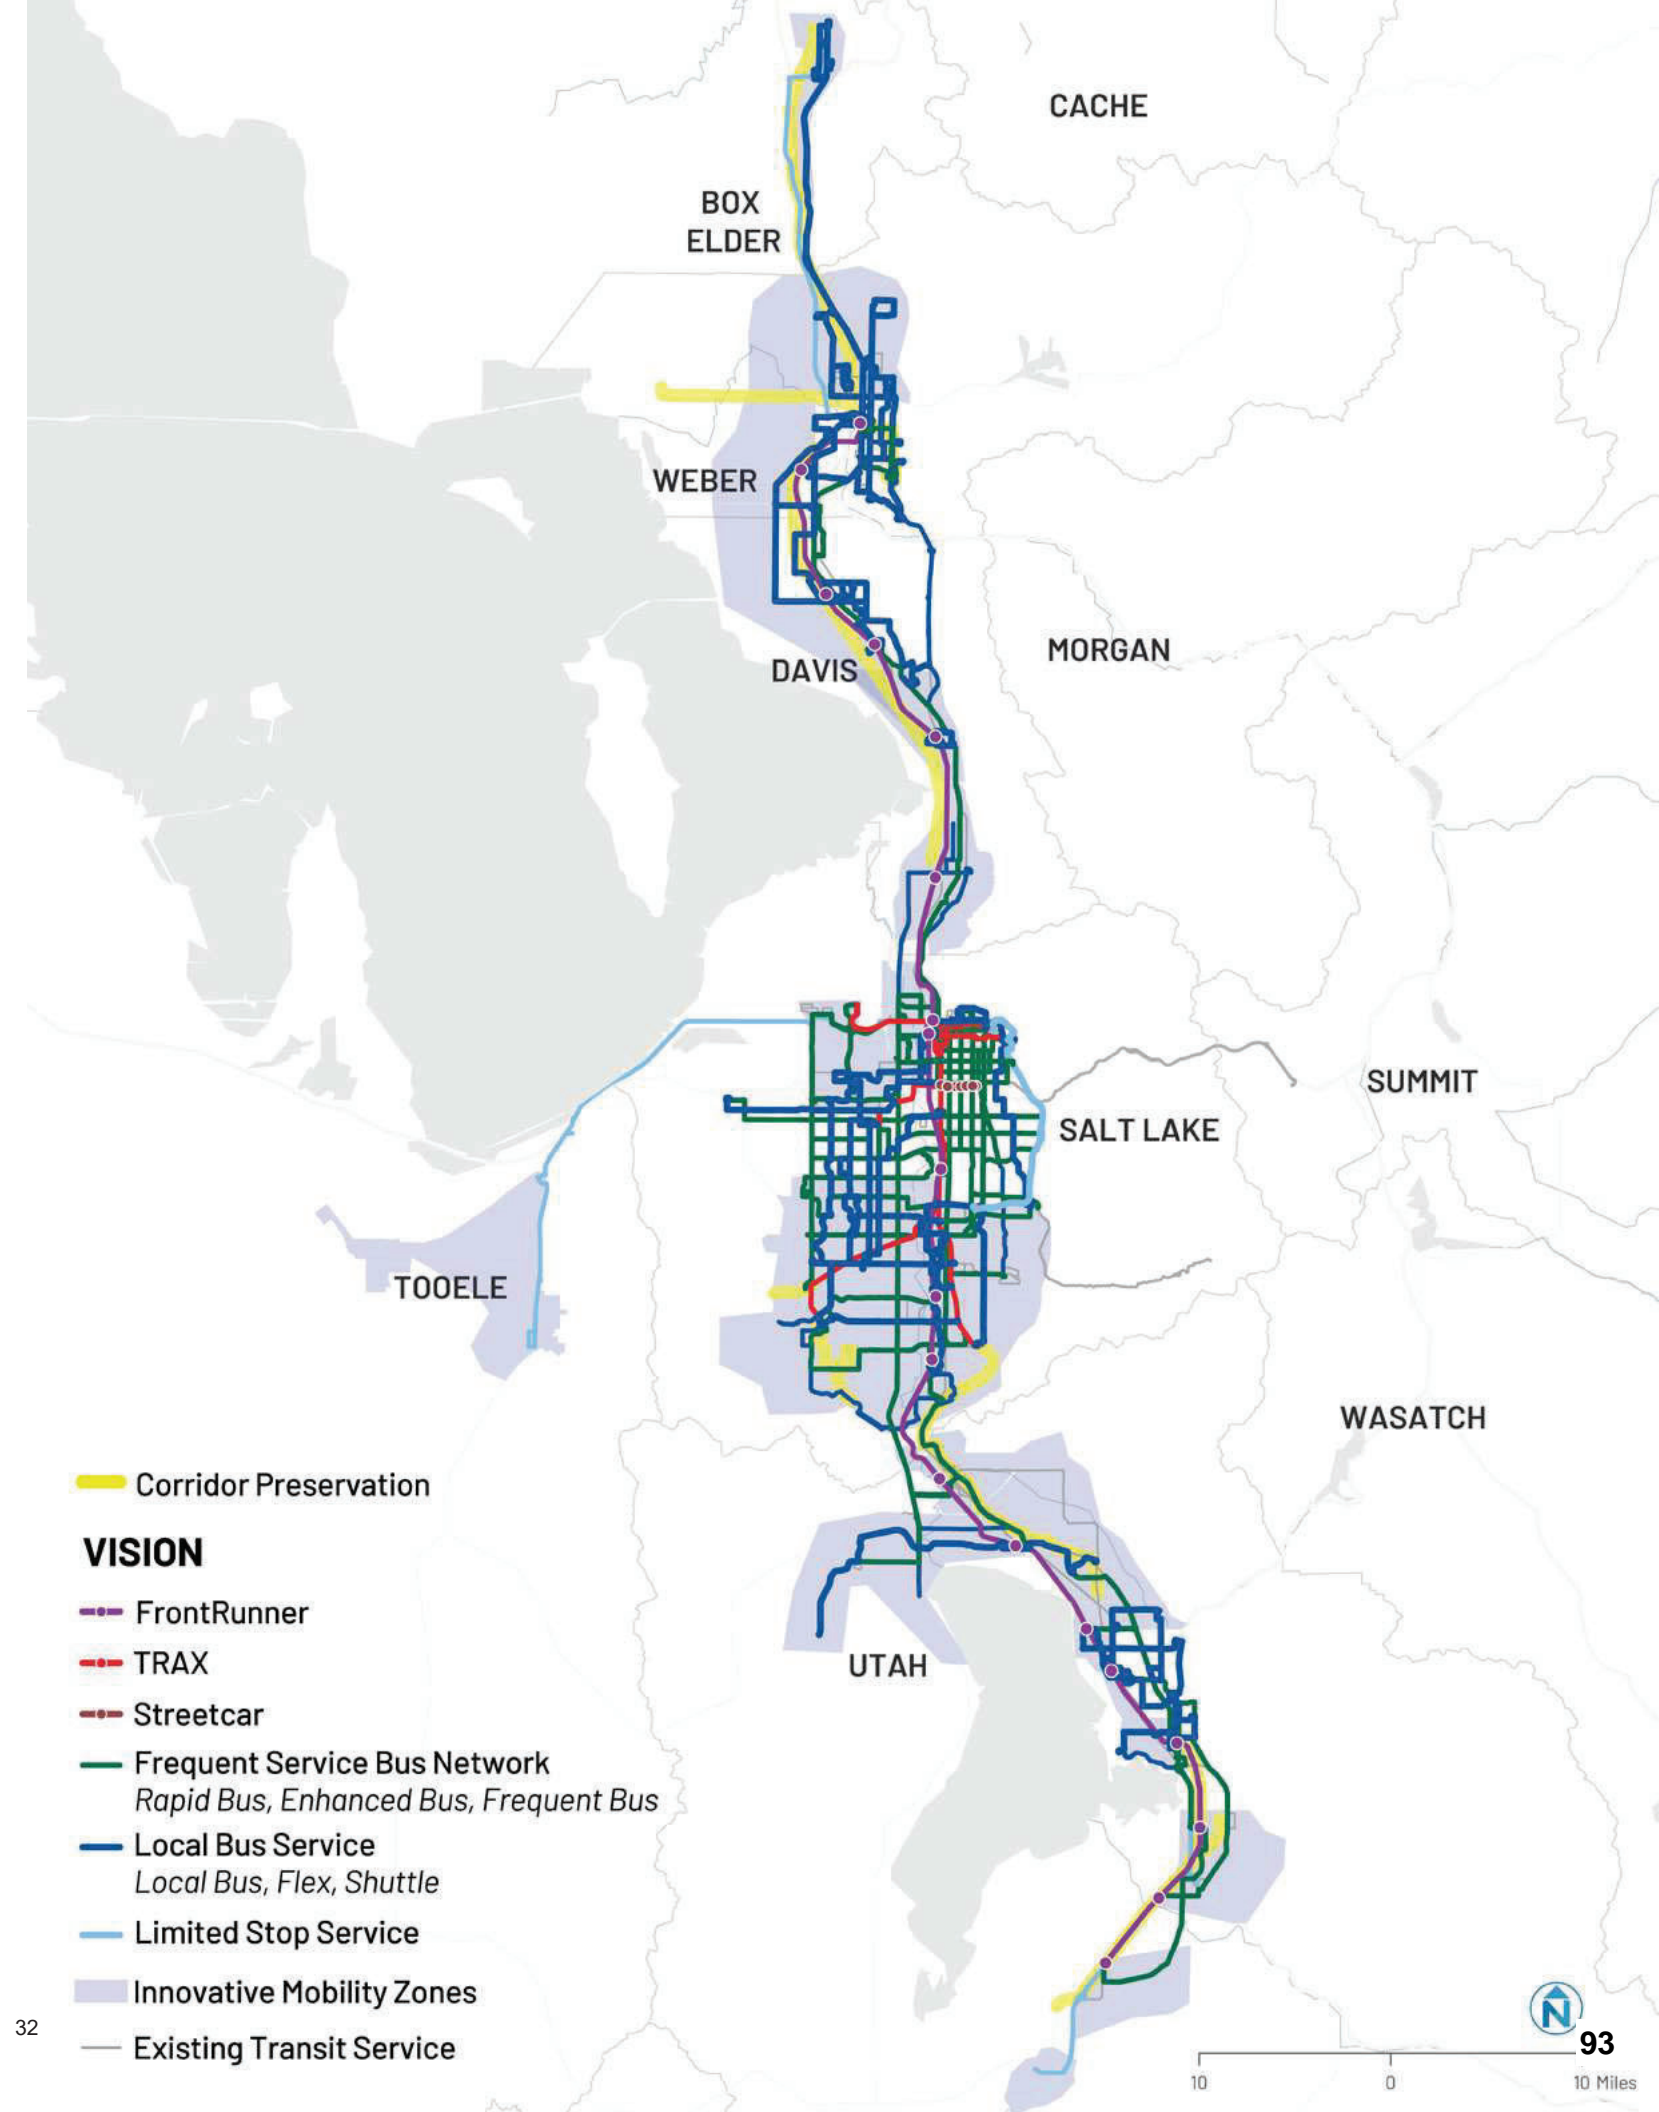 CACHE
BOX
ELDER
WEBER
MORGAN
DAVIS
SUMMIT
SALT LAKE
TOOELE
WASATCH
UTAH
Corridor Preservation
VISION
FrontRunner
TRAX
Streetcar
Frequent Service Bus Network
Rapid Bus, Enhanced Bus, Frequent Bus
Local Bus Service
Local Bus, Flex, Shuttle
Limited Stop Service
Innovative Mobility Zones
Existing Transit Service
32
N
93
10 0 10 Miles